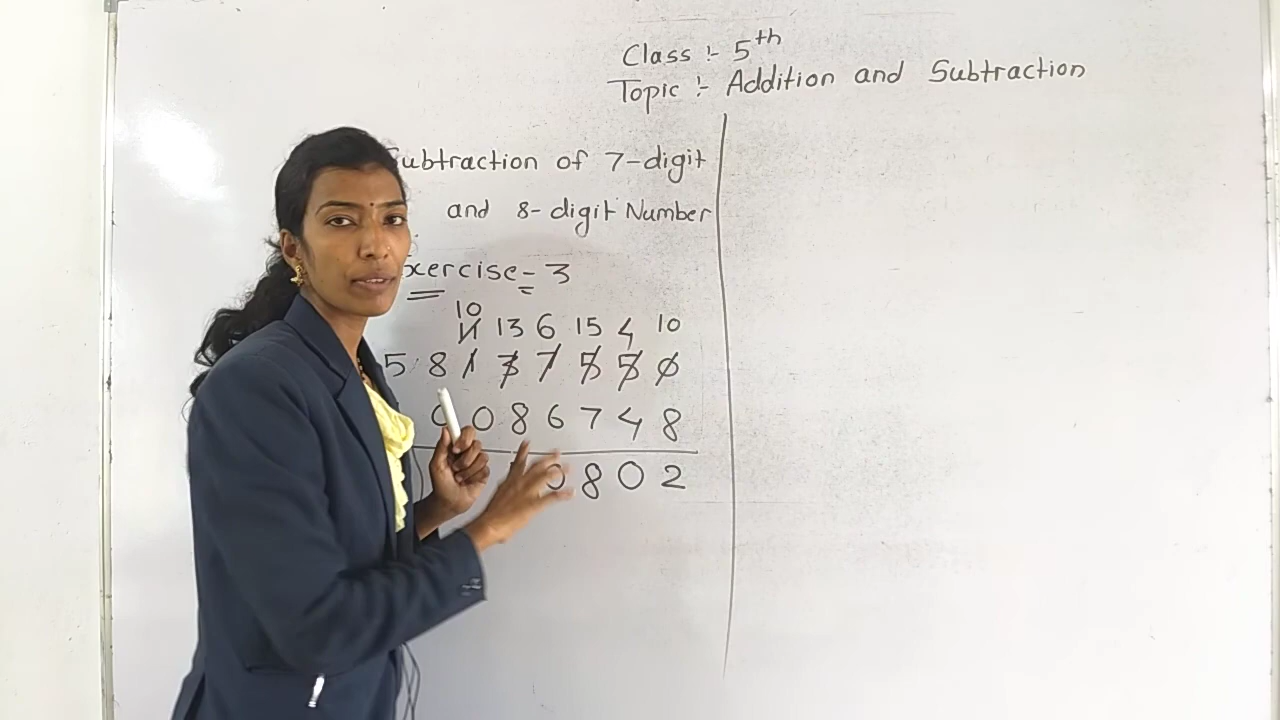 Class :- 5th
Topic :- Addition and Subtraction
Subtraction of 7-digit
and 8-digit Number
Exercise-3
10
11 13 6 15 4 10
5 8 1 3 7 5 5 0
0 0 8 6 7 4 8
0 8 0 2